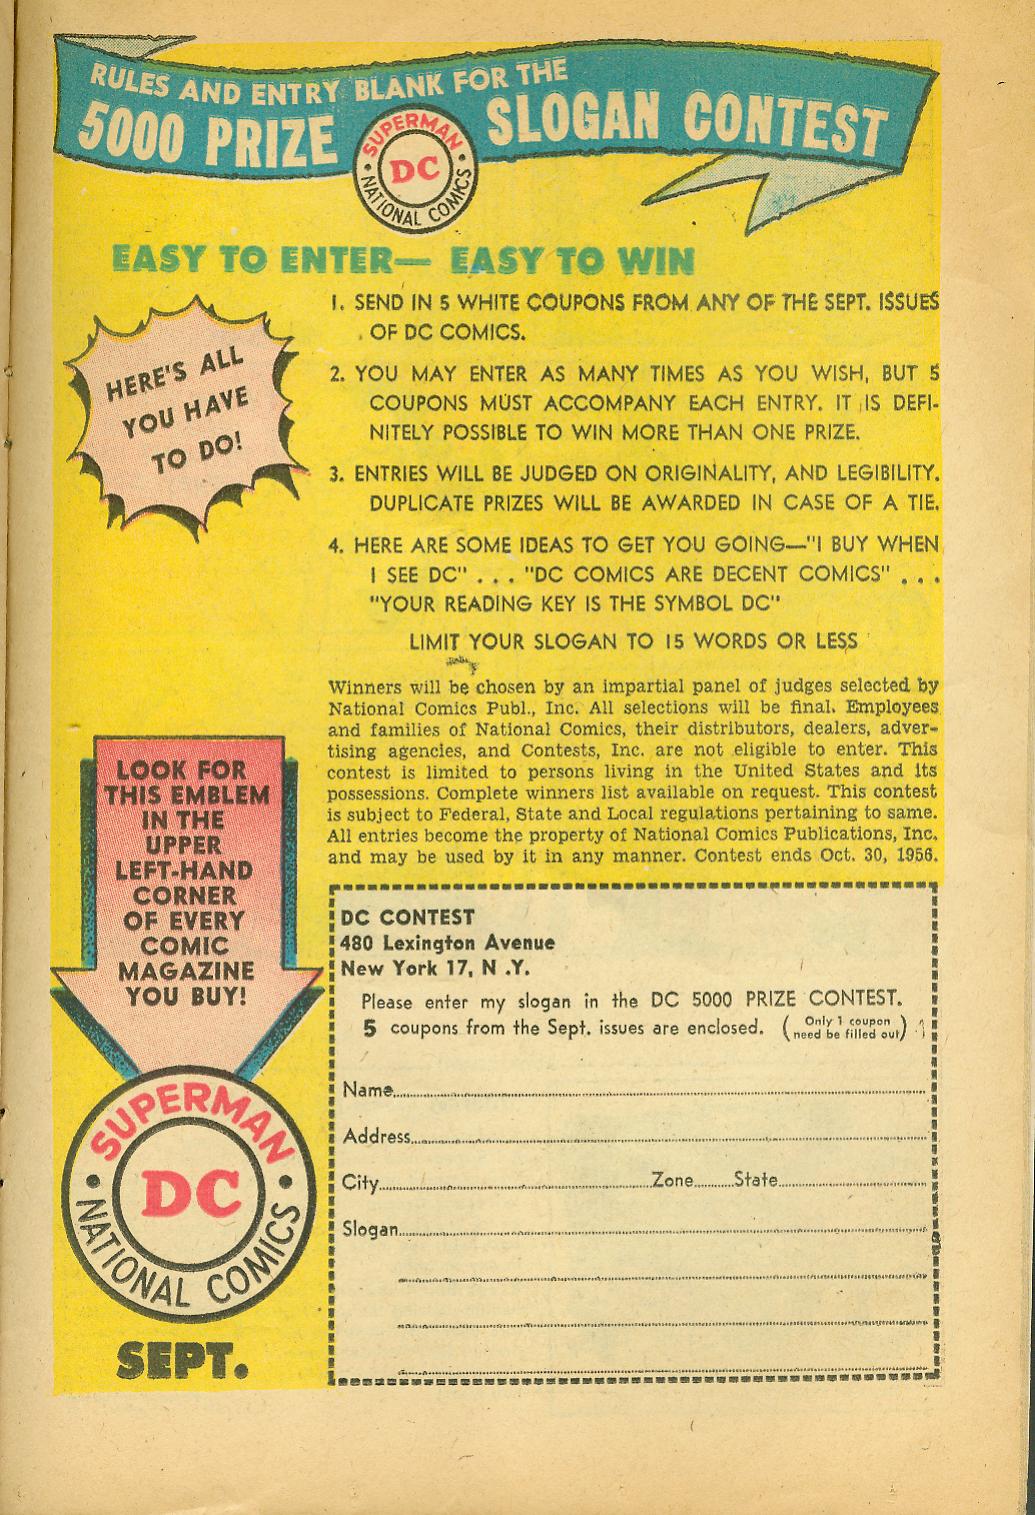 RULES AND ENTRY BLANK FOR THE
5000 PRIZE SLOGAN CONTEST
SUPERMAN
DC
NATIONAL COMICS
EASY TO ENTER— EASY TO WIN
HERE'S ALL
YOU HAVE
TO DO!
1. SEND IN 5 WHITE COUPONS FROM ANY OF THE SEPT. ISSUES
OF DC COMICS.
2. YOU MAY ENTER AS MANY TIMES AS YOU WISH, BUT 5
COUPONS MUST ACCOMPANY EACH ENTRY. IT IS DEFI-
NITELY POSSIBLE TO WIN MORE THAN ONE PRIZE.
3. ENTRIES WILL BE JUDGED ON ORIGINALITY, AND LEGIBILITY.
DUPLICATE PRIZES WILL BE AWARDED IN CASE OF A TIE.
4. HERE ARE SOME IDEAS TO GET YOU GOING—"I BUY WHEN
I SEE DC" . . . "DC COMICS ARE DECENT COMICS" . . .
"YOUR READING KEY IS THE SYMBOL DC"
LIMIT YOUR SLOGAN TO 15 WORDS OR LESS
Winners will be chosen by an impartial panel of judges selected by
National Comics Publ., Inc. All selections will be final. Employees
and families of National Comics, their distributors, dealers, adver-
tising agencies, and Contests, Inc. are not eligible to enter. This
contest is limited to persons living in the United States and its
possessions. Complete winners list available on request. This contest
is subject to Federal, State and Local regulations pertaining to same.
All entries become the property of National Comics Publications, Inc.
and may be used by it in any manner. Contest ends Oct. 30, 1956.
LOOK FOR
THIS EMBLEM
IN THE
UPPER
LEFT-HAND
CORNER
OF EVERY
COMIC
MAGAZINE
YOU BUY!
SUPERMAN
DC
NATIONAL COMICS
SEPT.
DC CONTEST
480 Lexington Avenue
New York 17, N .Y.
Please enter my slogan in the DC 5000 PRIZE CONTEST.
5 coupons from the Sept. issues are enclosed. (Only 1 coupon
need be filled out)
Name
Address
City Zone State
Slogan